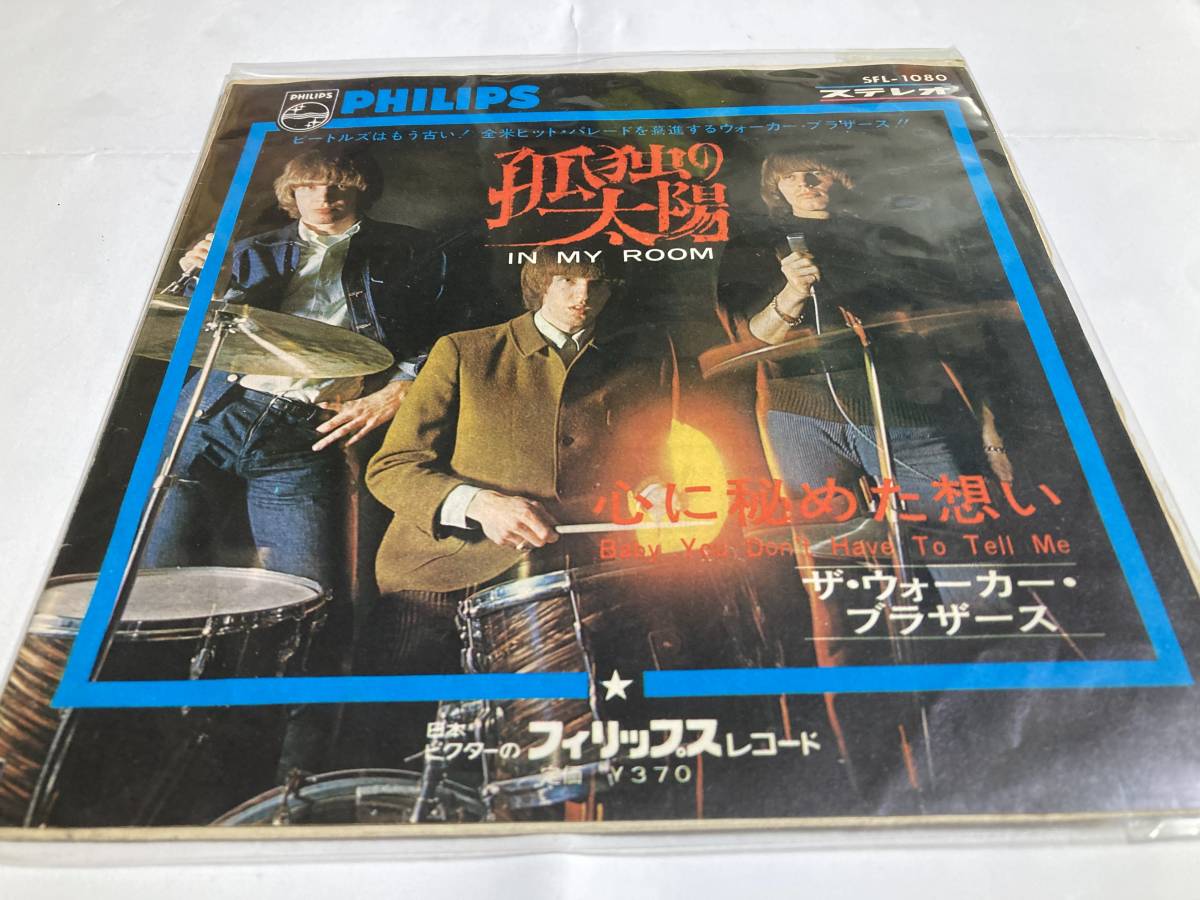 SFL-1080
PHILIPS
PHILIPS
ステレオ
ビートルズはもう古い! 全米ヒット・パレードを驀進するウォーカー・ブラザース!!
孤独の
太陽
IN MY ROOM
心に秘めた想い
Baby You Don't Have To Tell Me
ザ・ウォーカー・
ブラザース
日本
ビクターの フィリップスレコード
定価 ¥370